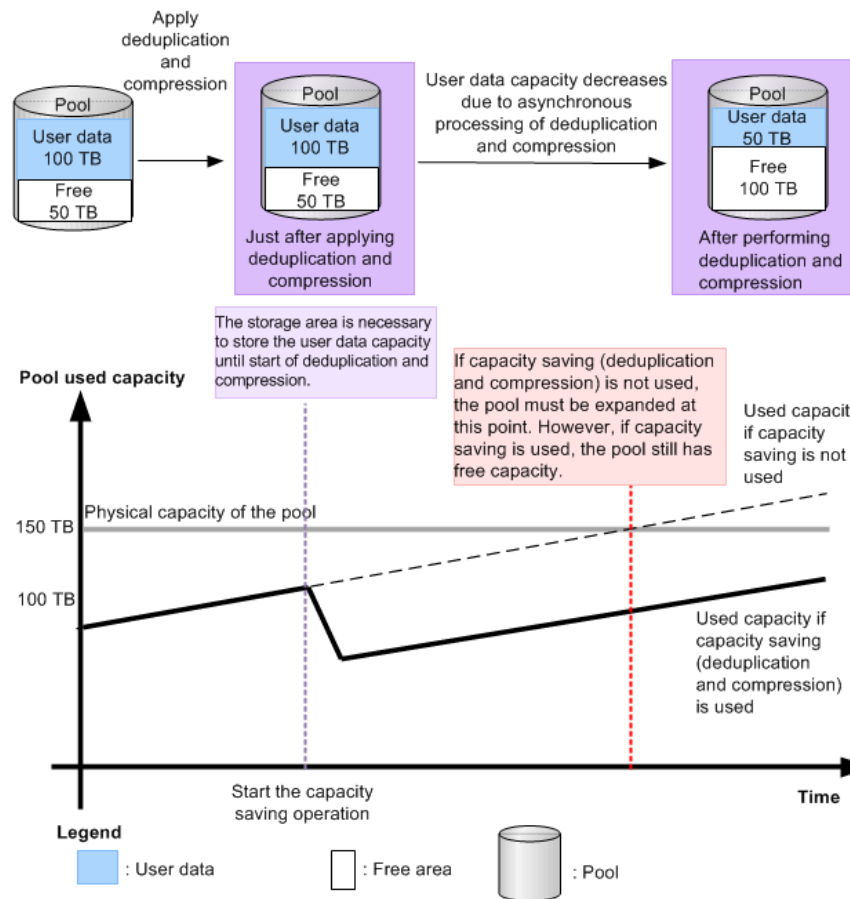 Apply
deduplication
and
compression
Pool
User data
100 TB
Free
50 TB
Pool
User data
100 TB
Free
50 TB
Just after applying
deduplication and
compression
User data capacity decreases
due to asynchronous
processing of deduplication
and compression
Pool
User data
50 TB
Free
100 TB
After performing
deduplication and
compression
The storage area is necessary
to store the user data capacity
until start of deduplication and
compression.
If capacity saving (deduplication
and compression) is not used,
the pool must be expanded at
this point. However, if capacity
saving is used, the pool still has
free capacity.
Pool used capacity
Used capacit
if capacity
saving is not
used
Physical capacity of the pool
150 TB
100 TB
Used capacity if
capacity saving
(deduplication
and compression)
is used
Start the capacity
saving operation
Time
Legend
: User data
: Free area
: Pool